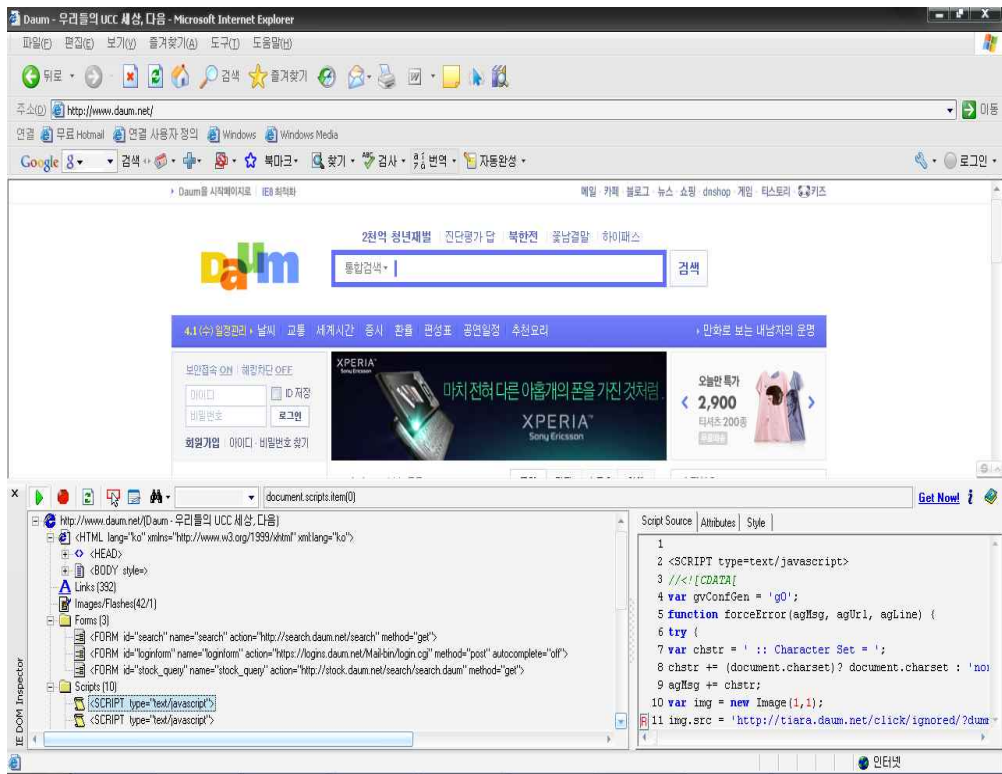 Daum - 우리들의 UCC 세상, 다음 - Microsoft Internet Explorer
파일(F) 편집(E) 보기(V) 즐겨찾기(A) 도구(T) 도움말(H)
뒤로 검색 즐겨찾기
주소(D) http://www.daum.net/ 이동
연결 무료 Hotmail 연결 사용자 정의 Windows Windows Media
Google 검색 북마크 찾기 검사 번역 자동완성 로그인
Daum을 시작페이지로 IE8 최적화 메일 카페 블로그 뉴스 쇼핑 dnshop 게임 티스토리 키즈
2천억 청년재벌 진단평가 답 북한전 꽃남결말 하이패스
Daum 통합검색 검색
4.1 (수) 일정관리 날씨 교통 세계시간 증시 환율 편성표 공연일정 추천요리 만화로 보는 내남자의 운명
보안접속 ON 해킹차단 OFF
아이디 ID 저장
비밀번호 로그인
회원가입 아이디 · 비밀번호 찾기
XPERIA™
Sony Ericsson
마치 전혀 다른 아홉개의 폰을 가진 것처럼.
XPERIA™
Sony Ericsson
오늘만 특가
2,900
티셔츠 200종
무료배송
document.scripts.item(0) Get Now!
IE DOM Inspector
http://www.daum.net/(Daum - 우리들의 UCC 세상, 다음)
<HTML lang="ko" xmlns="http://www.w3.org/1999/xhtml" xml:lang="ko">
<HEAD>
<BODY style=>
Links (392)
Images/Flashes(42/1)
Forms (3)
<FORM id="search" name="search" action="http://search.daum.net/search" method="get">
<FORM id="loginform" name="loginform" action="https://logins.daum.net/Mail-bin/login.cgi" method="post" autocomplete="off">
<FORM id="stock_query" name="stock_query" action="http://stock.daum.net/search/search.daum" method="get">
Scripts (10)
<SCRIPT type="text/javascript">
<SCRIPT type="text/javascript">
Script Source Attributes Style
1
2 <SCRIPT type=text/javascript>
3 //<![CDATA[
4 var gvConfGen = 'g0';
5 function forceError(agMsg, agUrl, agLine) {
6 try {
7 var chstr = ' :: Character Set = ';
8 chstr += (document.charset)? document.charset : 'no
9 agMsg += chstr;
10 var img = new Image(1,1);
11 img.src = 'http://tiara.daum.net/click/ignored/?dum
인터넷